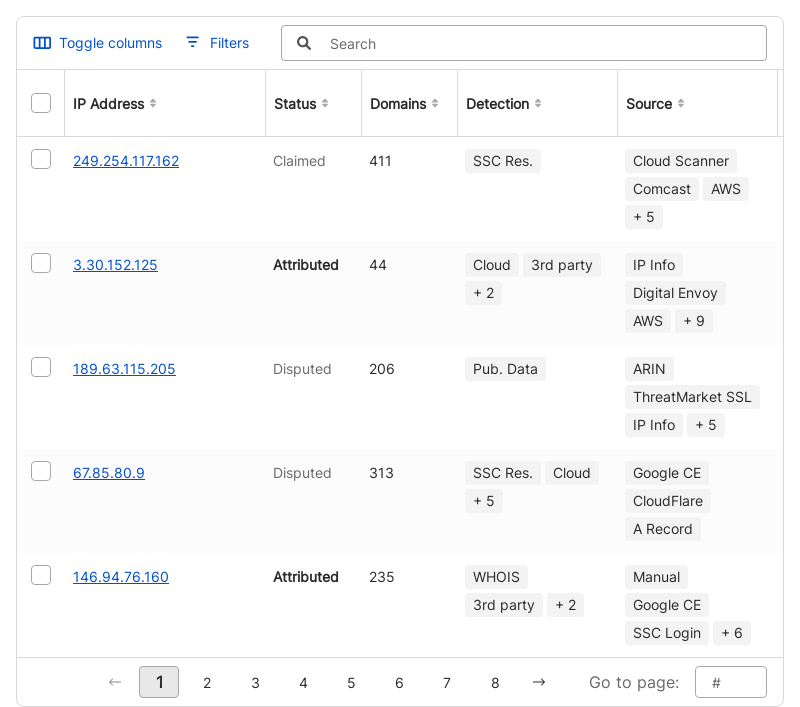 Toggle columns Filters Search
IP Address Status Domains Detection Source
249.254.117.162 Claimed 411 SSC Res. Cloud Scanner
Comcast AWS
+ 5
3.30.152.125 Attributed 44 Cloud 3rd party IP Info
+ 2 Digital Envoy
AWS + 9
189.63.115.205 Disputed 206 Pub. Data ARIN
ThreatMarket SSL
IP Info + 5
67.85.80.9 Disputed 313 SSC Res. Cloud Google CE
+ 5 CloudFlare
A Record
146.94.76.160 Attributed 235 WHOIS Manual
3rd party + 2 Google CE
SSC Login + 6
← 1 2 3 4 5 6 7 8 → Go to page: #